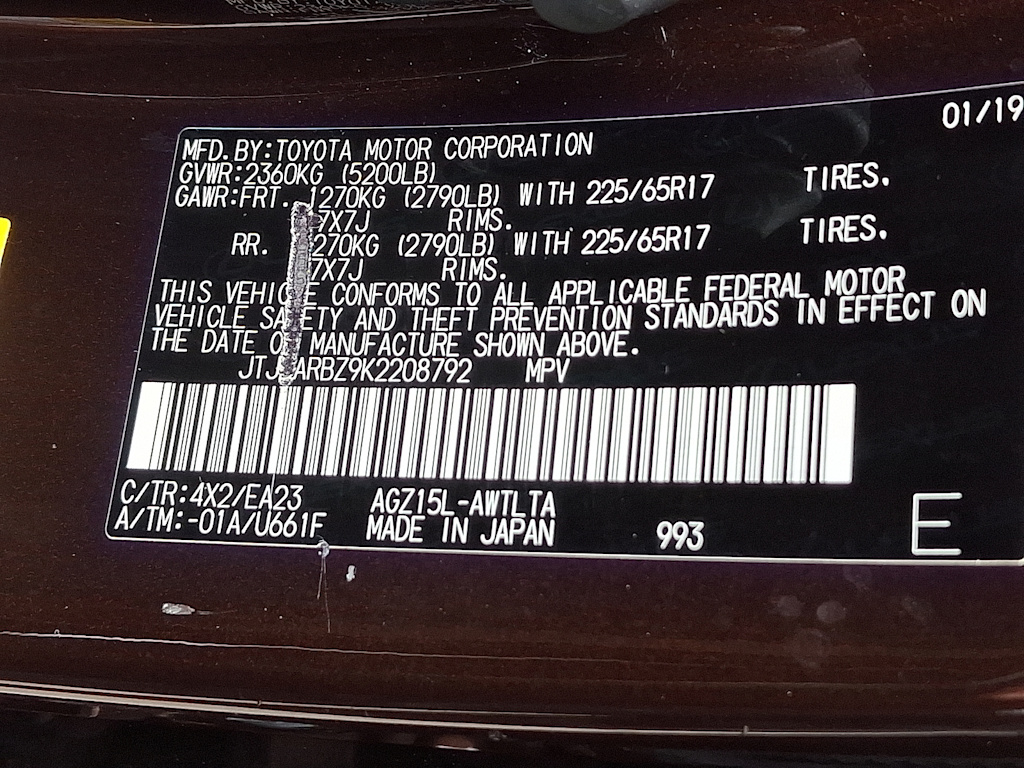 01/19
MFD. BY: TOYOTA MOTOR CORPORATION
GVWR: 2360KG (5200LB)
GAWR: FRT. 1270KG (2790LB) WITH 225/65R17 TIRES.
7X7J RIMS.
RR. 270KG (2790LB) WITH 225/65R17 TIRES.
7X7J RIMS.
THIS VEHICLE CONFORMS TO ALL APPLICABLE FEDERAL MOTOR
VEHICLE SAFETY AND THEFT PREVENTION STANDARDS IN EFFECT ON
THE DATE OF MANUFACTURE SHOWN ABOVE.
JTJ ARBZ9K2208792 MPV
C/TR: 4X2/EA23 AGZ15L-AWTLTA
A/TM: -01A/U661F MADE IN JAPAN 993 E